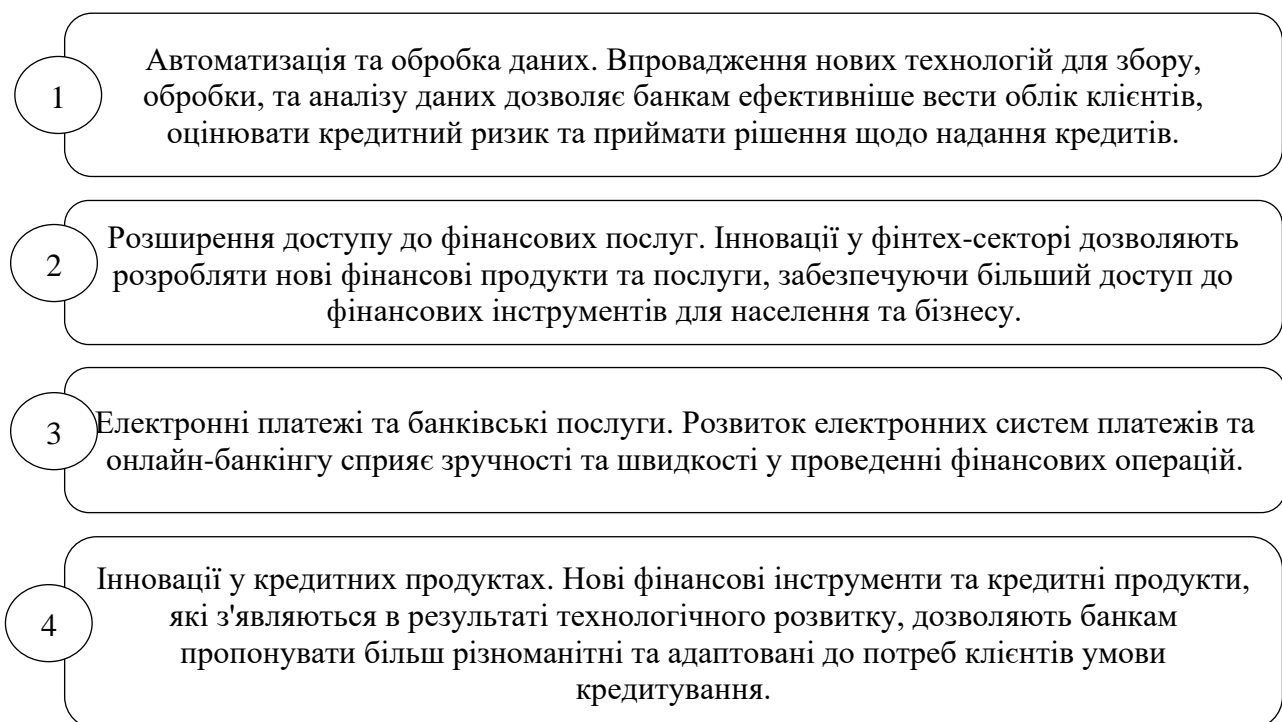 1
Автоматизація та обробка даних. Впровадження нових технологій для збору,
обробки, та аналізу даних дозволяє банкам ефективніше вести облік клієнтів,
оцінювати кредитний ризик та приймати рішення щодо надання кредитів.
2
Розширення доступу до фінансових послуг. Інновації у фінтех-секторі дозволяють
розробляти нові фінансові продукти та послуги, забезпечуючи більший доступ до
фінансових інструментів для населення та бізнесу.
3
Електронні платежі та банківські послуги. Розвиток електронних систем платежів та
онлайн-банкінгу сприяє зручності та швидкості у проведенні фінансових операцій.
4
Інновації у кредитних продуктах. Нові фінансові інструменти та кредитні продукти,
які з'являються в результаті технологічного розвитку, дозволяють банкам
пропонувати більш різноманітні та адаптовані до потреб клієнтів умови
кредитування.